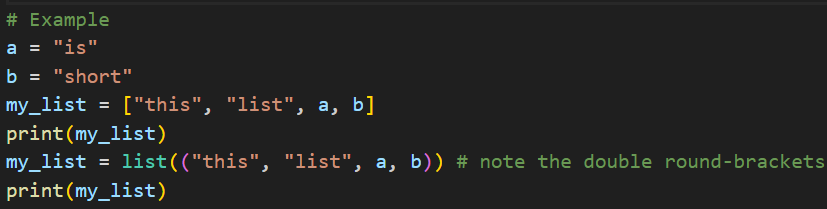 # Example
a = "is"
b = "short"
my_list = ["this", "list", a, b]
print(my_list)
my_list = list(("this", "list", a, b)) # note the double round-brackets
print(my_list)